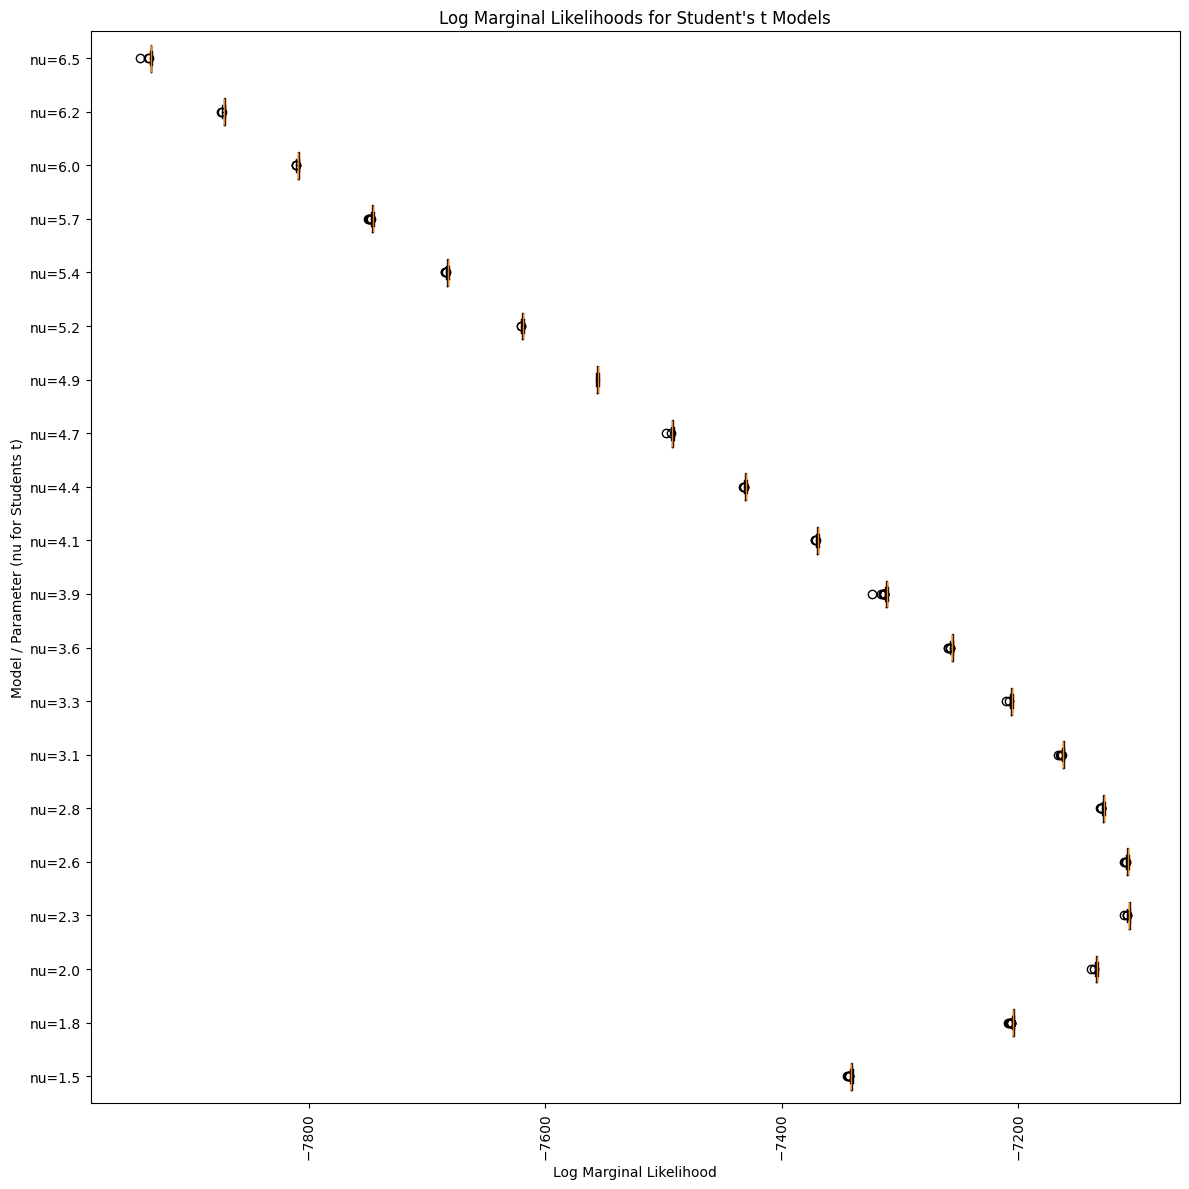 Log Marginal Likelihoods for Student's t Models
Model / Parameter (nu for Students t)
nu=6.5
nu=6.2
nu=6.0
nu=5.7
nu=5.4
nu=5.2
nu=4.9
nu=4.7
nu=4.4
nu=4.1
nu=3.9
nu=3.6
nu=3.3
nu=3.1
nu=2.8
nu=2.6
nu=2.3
nu=2.0
nu=1.8
nu=1.5
−7800
−7600
−7400
−7200
Log Marginal Likelihood